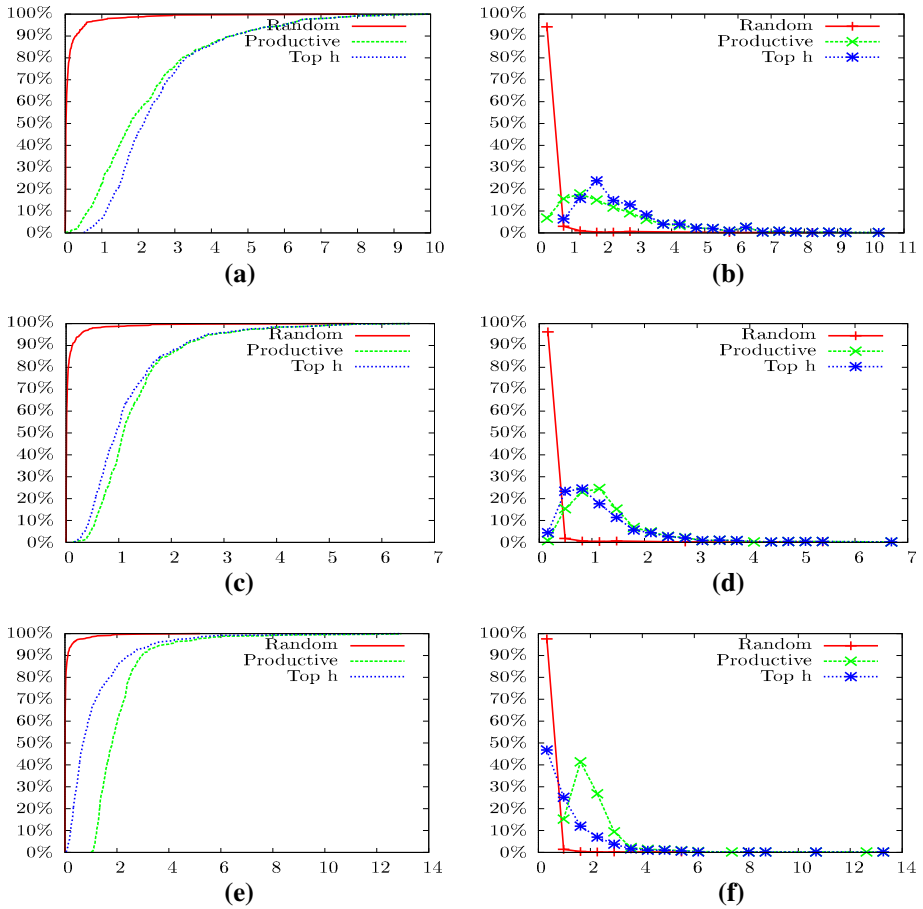 100%
90%
80%
70%
60%
50%
40%
30%
20%
10%
0%
0 1 2 3 4 5 6 7 8 9 10
Random
Productive
Top h
(a)
100%
90%
80%
70%
60%
50%
40%
30%
20%
10%
0%
0 1 2 3 4 5 6 7 8 9 10 11
Random
Productive
Top h
(b)
100%
90%
80%
70%
60%
50%
40%
30%
20%
10%
0%
0 1 2 3 4 5 6 7
Random
Productive
Top h
(c)
100%
90%
80%
70%
60%
50%
40%
30%
20%
10%
0%
0 1 2 3 4 5 6 7
Random
Productive
Top h
(d)
100%
90%
80%
70%
60%
50%
40%
30%
20%
10%
0%
0 2 4 6 8 10 12 14
Random
Productive
Top h
(e)
100%
90%
80%
70%
60%
50%
40%
30%
20%
10%
0%
0 2 4 6 8 10 12 14
Random
Productive
Top h
(f)